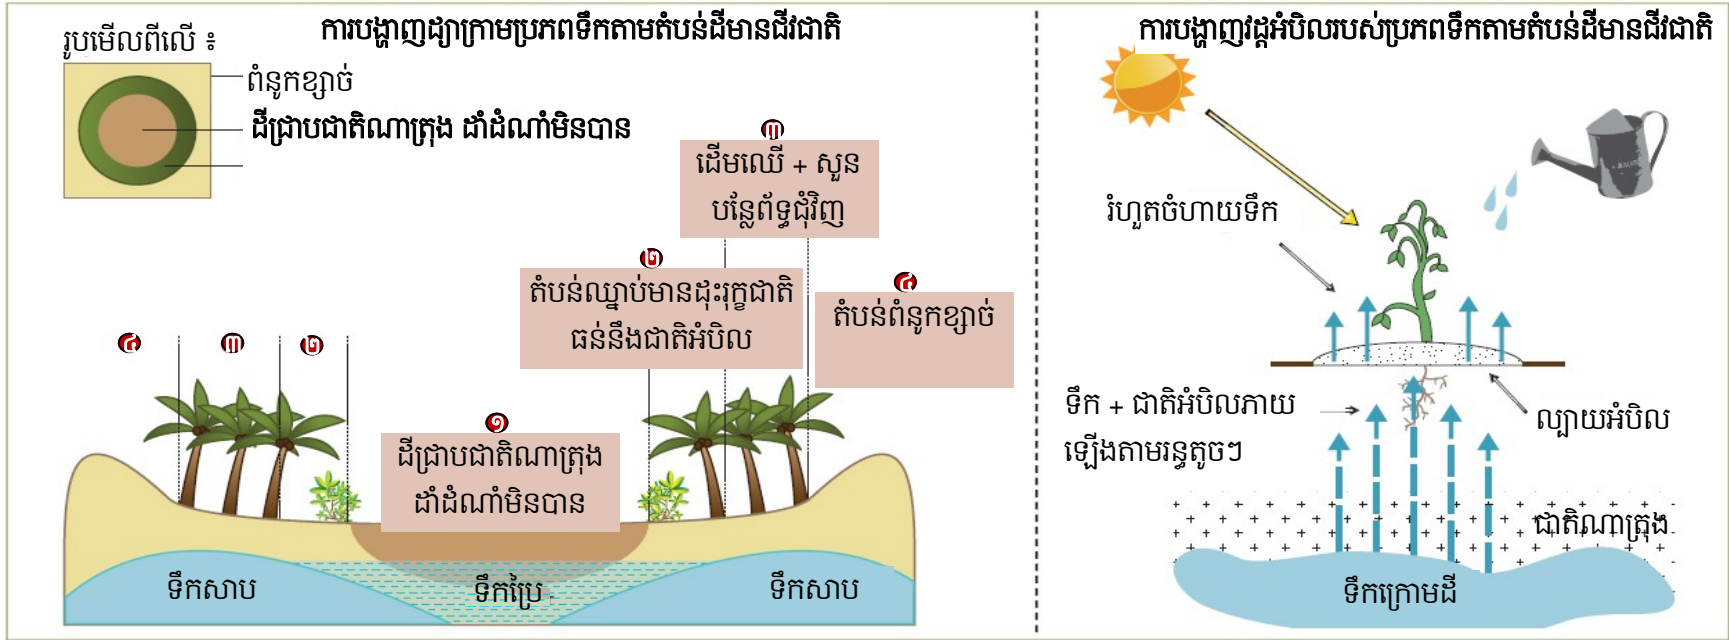 ការបង្ហាញដ្យាក្រាមប្រភពទឹកតាមតំបន់ដីមានជីវជាតិ
រូបមើលពីលើ ៖
ពំនូកខ្សាច់
ដីជ្រាបជាតិណាត្រុង ដាំដំណាំមិនបាន
៣
ដើមឈើ + សួន
បន្លែព័ទ្ធជុំវិញ
២
តំបន់ឈ្នាប់មានដុះរុក្ខជាតិ
ធន់នឹងជាតិអំបិល
៤
តំបន់ពំនូកខ្សាច់
៤
៣
២
១
ដីជ្រាបជាតិណាត្រុង
ដាំដំណាំមិនបាន
ទឹកសាប
ទឹកប្រៃ
ទឹកសាប
ការបង្ហាញវដ្តអំបិលរបស់ប្រភពទឹកតាមតំបន់ដីមានជីវជាតិ
រំហួតចំហាយទឹក
ទឹក + ជាតិអំបិលភាយ
ឡើងតាមរន្ធតូចៗ
ល្បាយអំបិល
ជាតិណាត្រុង
ទឹកក្រោមដី